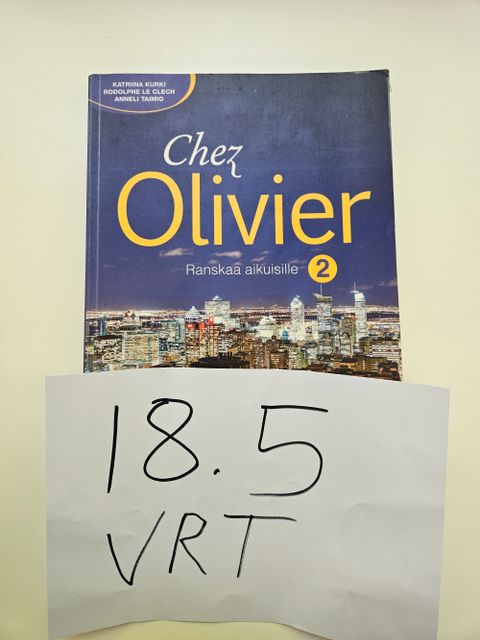 KATRIINA KURKI
RODOLPHE LE CLECH
ANNELI TAIMIO
Chez
Olivier
Ranskaa aikuisille 2
18.5
VRT